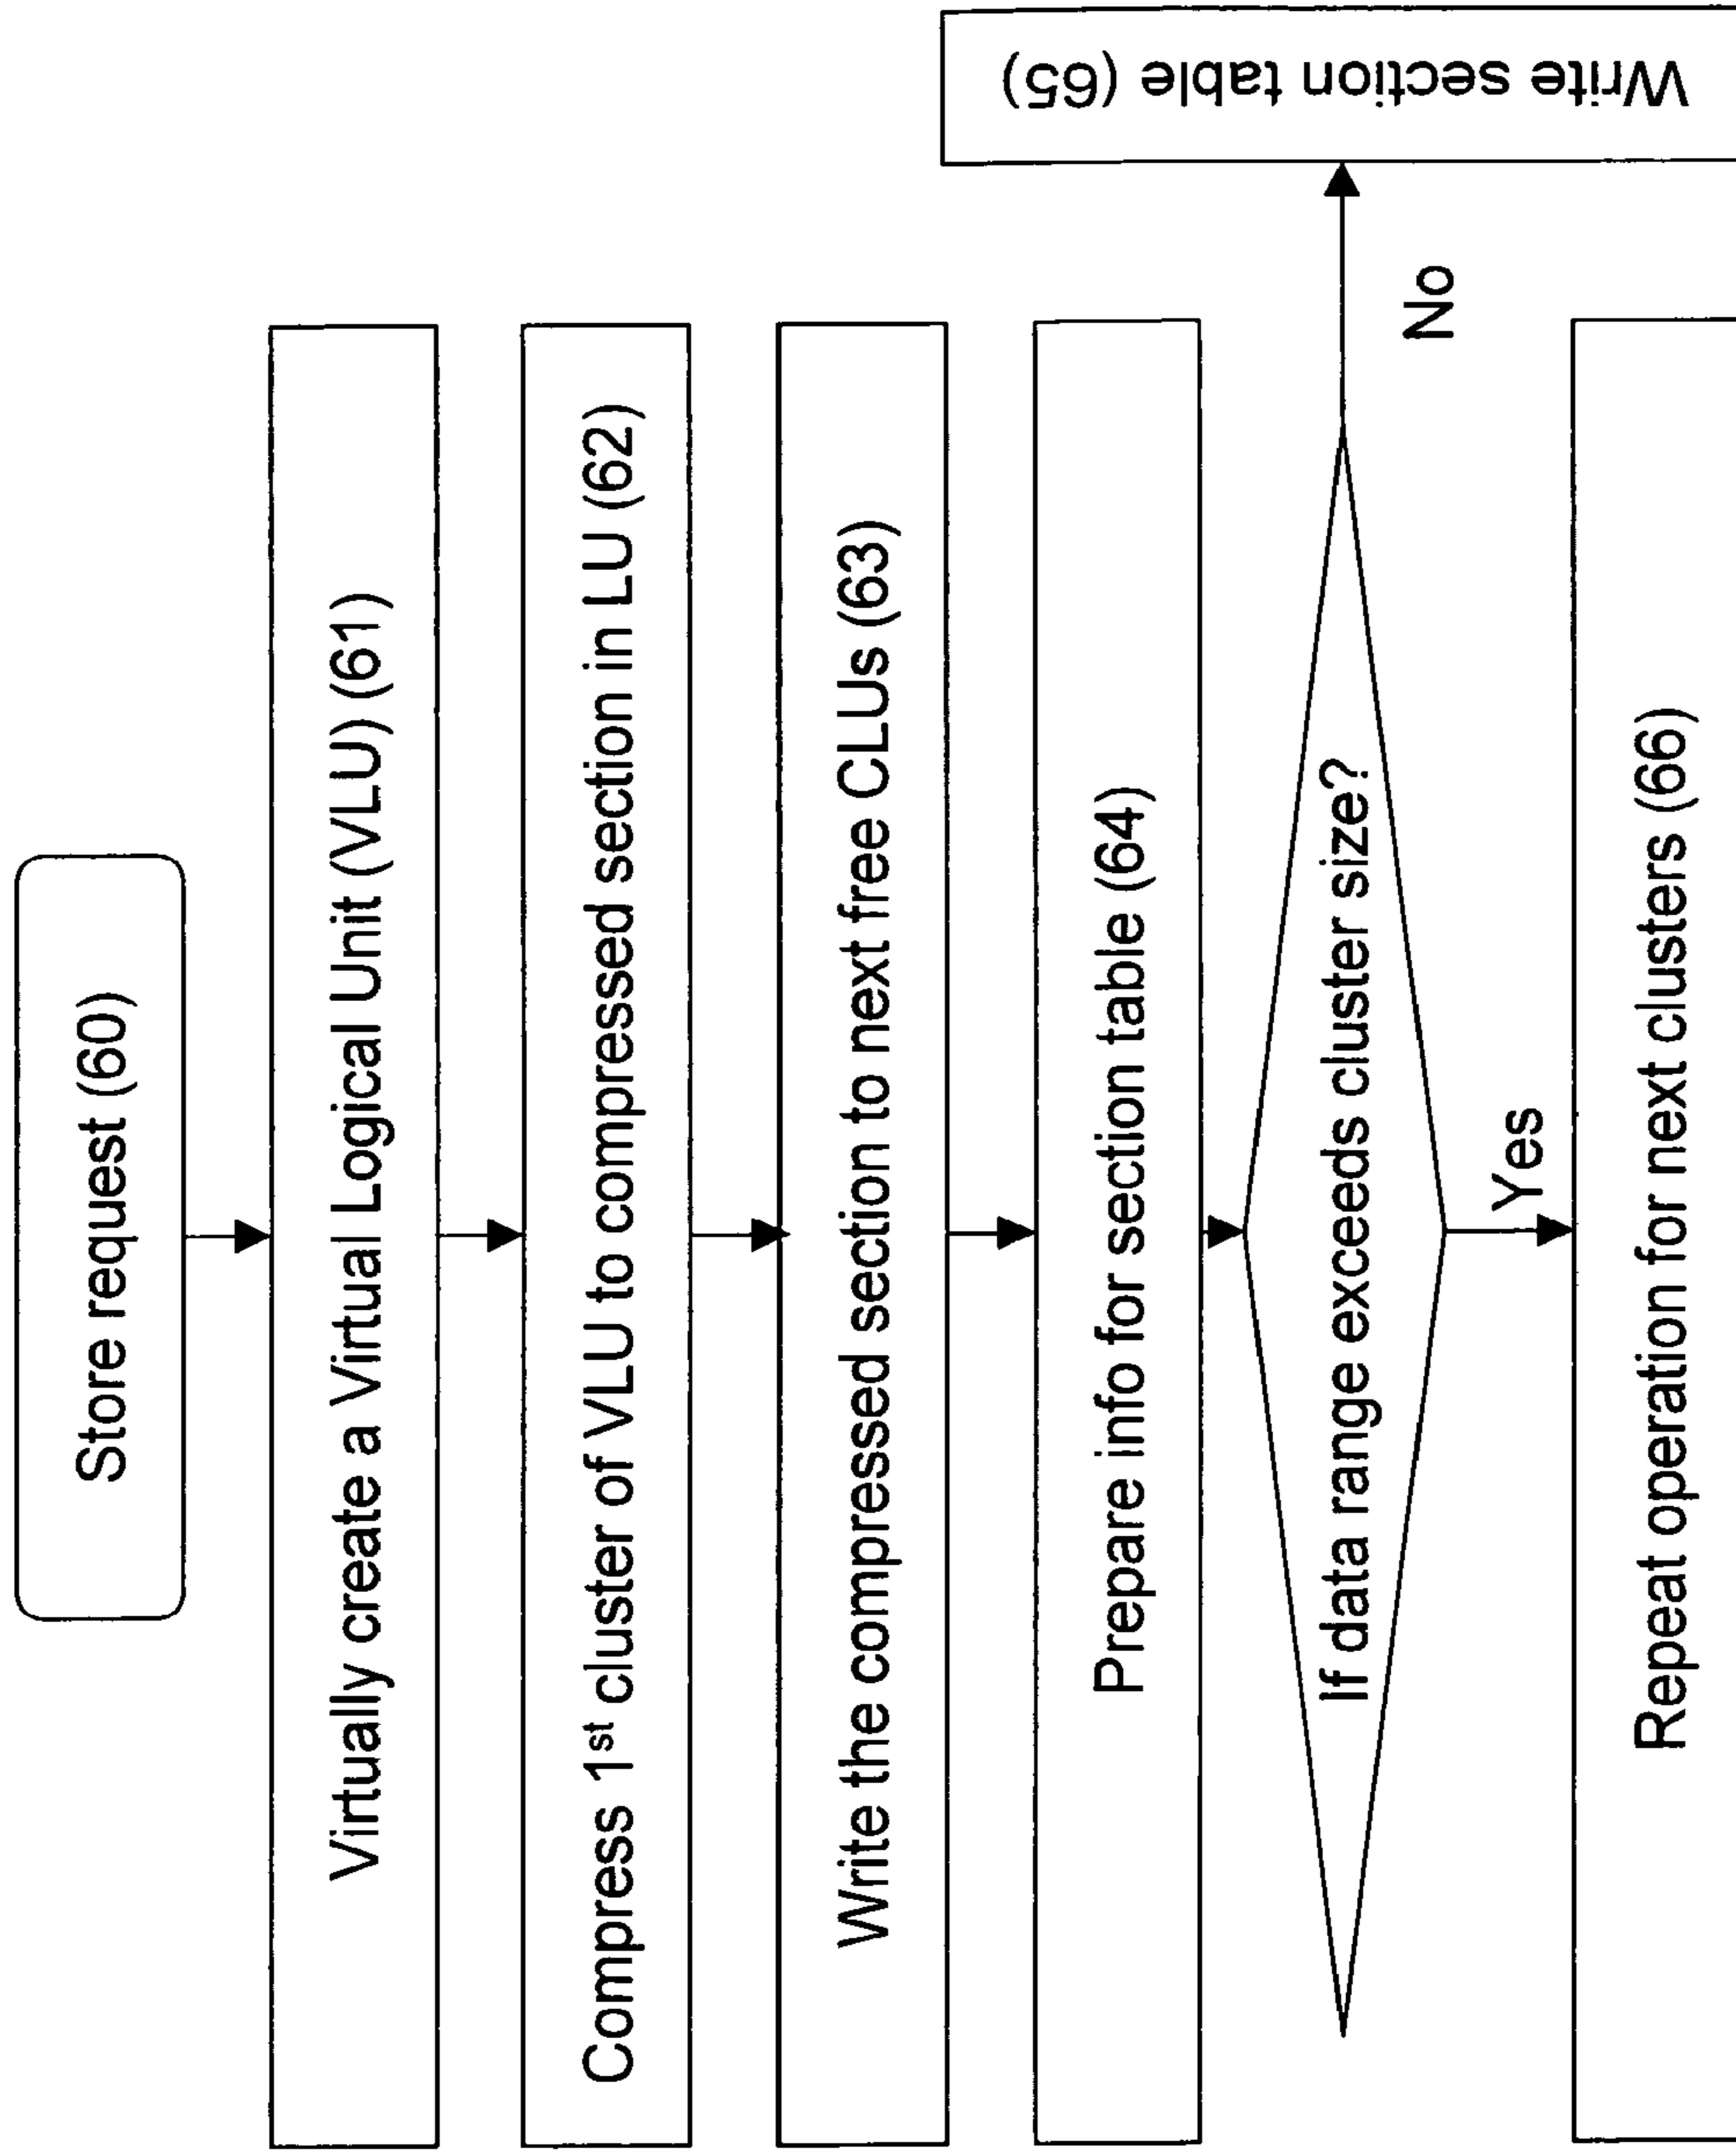 Store request (60)
Virtually create a Virtual Logical Unit (VLU) (61)
Compress 1st cluster of VLU to compressed section in LU (62)
Write the compressed section to next free CLUs (63)
Prepare info for section table (64)
If data range exceeds cluster size?
No
Write section table (65)
Yes
Repeat operation for next clusters (66)